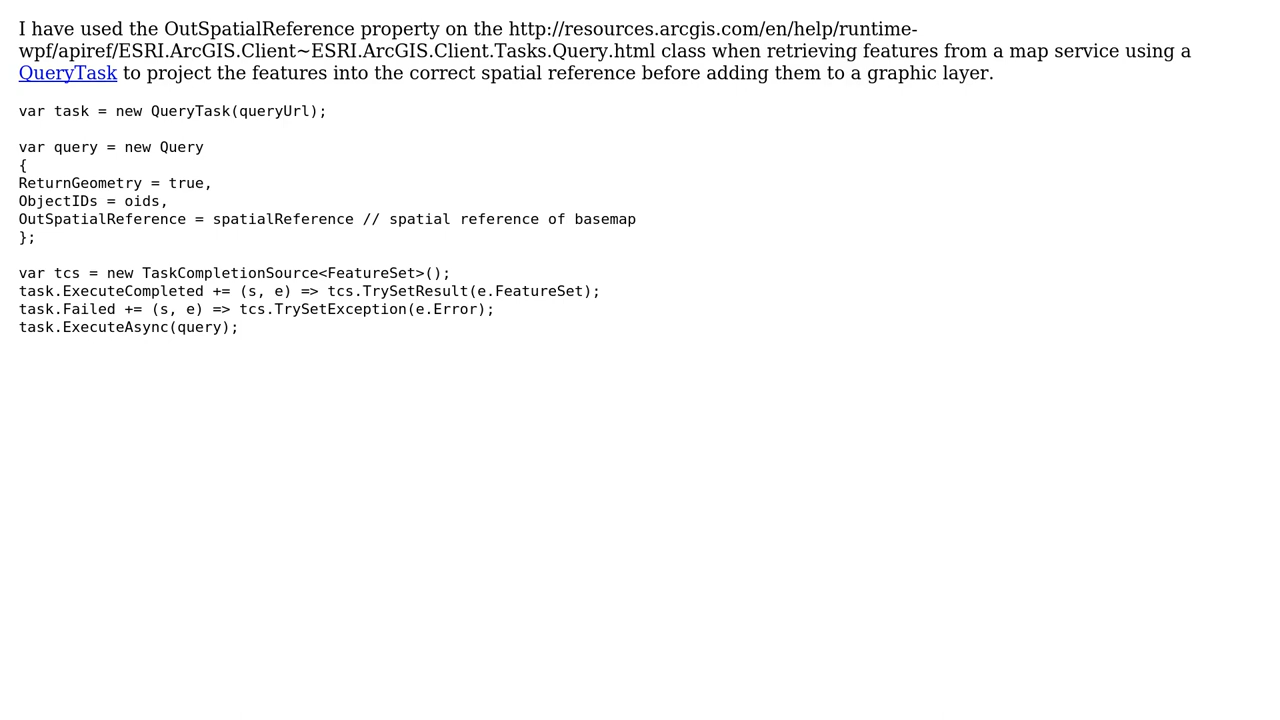 I have used the OutSpatialReference property on the http://resources.arcgis.com/en/help/runtime-
wpf/apiref/ESRI.ArcGIS.Client~ESRI.ArcGIS.Client.Tasks.Query.html class when retrieving features from a map service using a
QueryTask to project the features into the correct spatial reference before adding them to a graphic layer.
var task = new QueryTask(queryUrl);
var query = new Query
{
ReturnGeometry = true,
ObjectIDs = oids,
OutSpatialReference = spatialReference // spatial reference of basemap
};
var tcs = new TaskCompletionSource<FeatureSet>();
task.ExecuteCompleted += (s, e) => tcs.TrySetResult(e.FeatureSet);
task.Failed += (s, e) => tcs.TrySetException(e.Error);
task.ExecuteAsync(query);